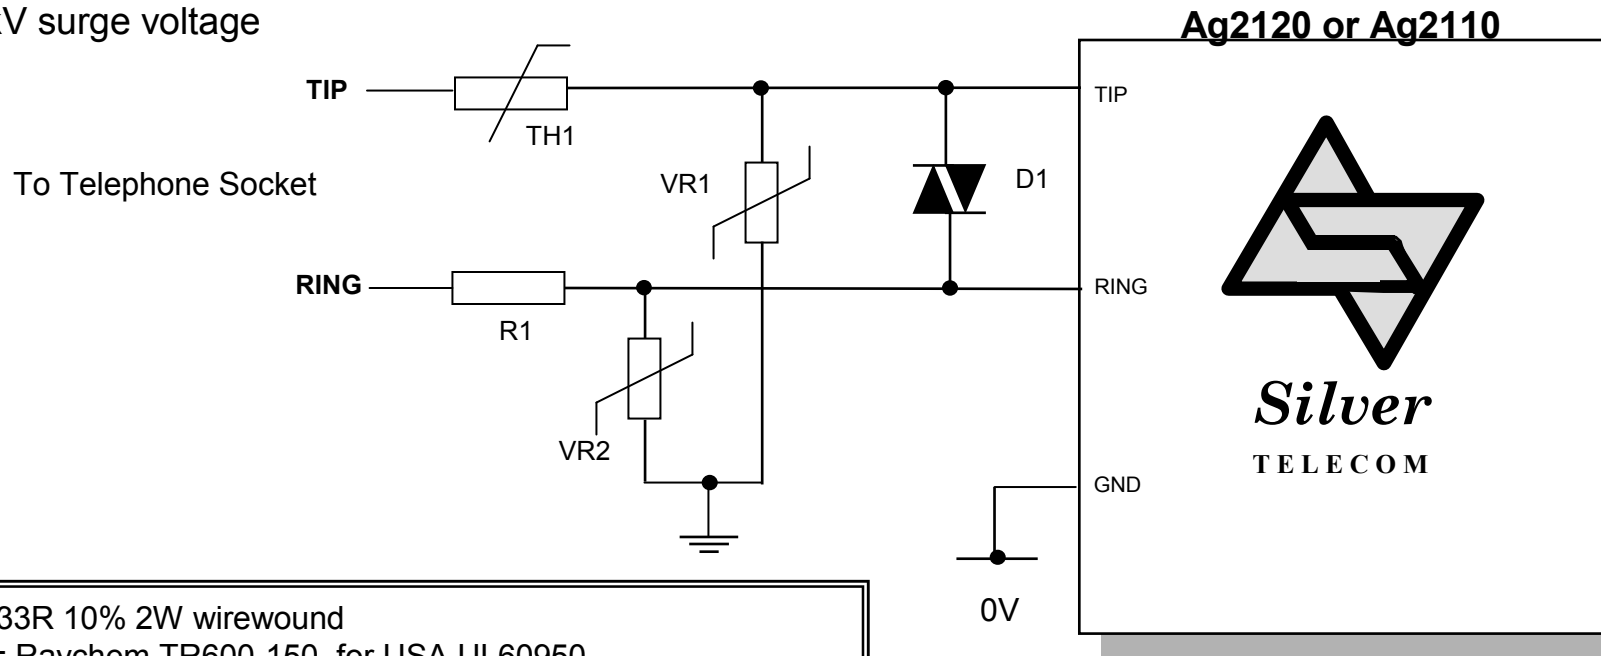 kV surge voltage
Ag2120 or Ag2110
TIP
TIP
TH1
To Telephone Socket
VR1
D1
RING
RING
R1
Silver
TELECOM
VR2
GND
0V
33R 10% 2W wirewound
: Raychem TR600-150 for USA UL60950